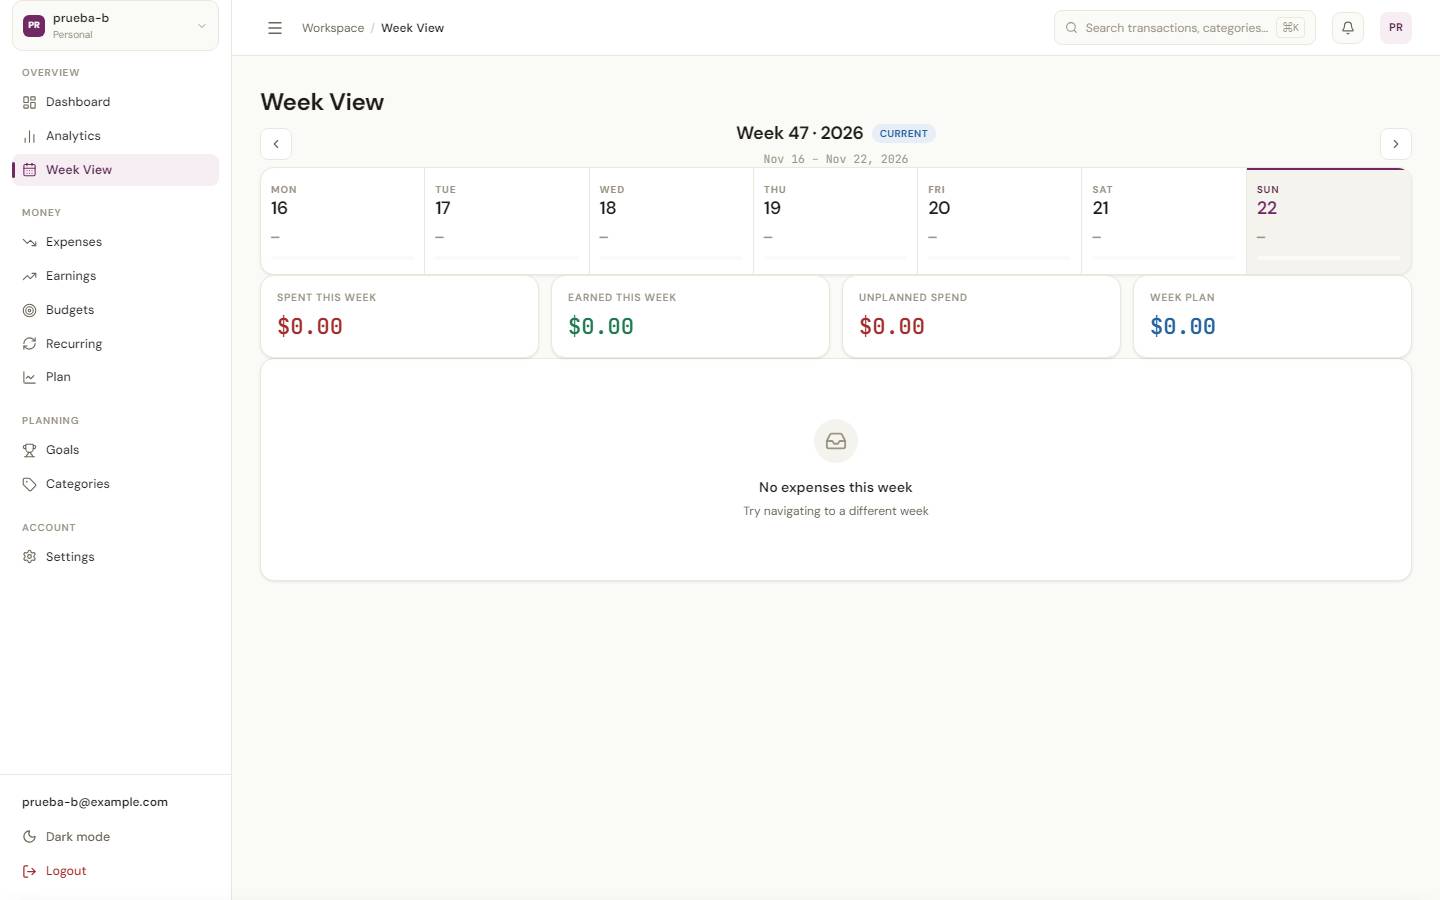 PR
prueba-b
Personal
OVERVIEW
Dashboard
Analytics
Week View
MONEY
Expenses
Earnings
Budgets
Recurring
Plan
PLANNING
Goals
Categories
ACCOUNT
Settings
prueba-b@example.com
Dark mode
Logout
Workspace / Week View
Search transactions, categories… ⌘K
PR
Week View
Week 47 · 2026 CURRENT
Nov 16 – Nov 22, 2026
MON TUE WED THU FRI SAT SUN
16 17 18 19 20 21 22
— — — — — — —
SPENT THIS WEEK
$0.00
EARNED THIS WEEK
$0.00
UNPLANNED SPEND
$0.00
WEEK PLAN
$0.00
No expenses this week
Try navigating to a different week